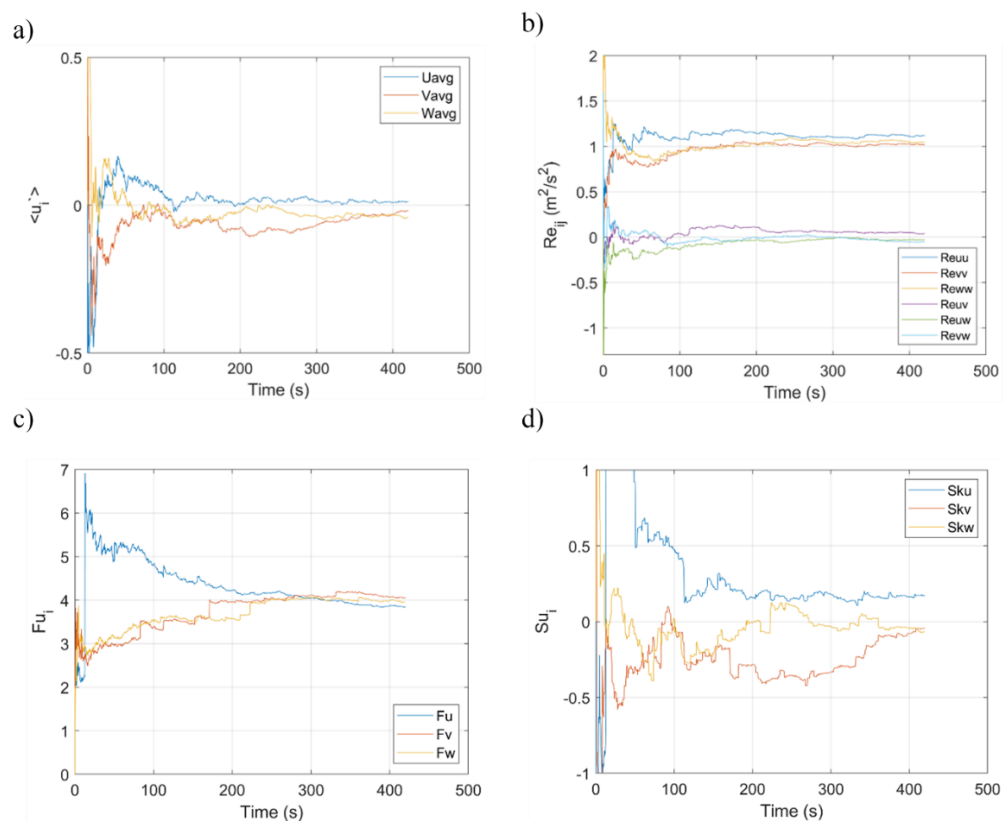 a)
0.5
0
-0.5
<u_i`>
Uavg
Vavg
Wavg
0 100 200 300 400 500
Time (s)
b)
2
1.5
1
0.5
0
-0.5
-1
Re_ij (m²/s²)
Reuu
Revv
Reww
Reuv
Reuw
Revw
0 100 200 300 400 500
Time (s)
c)
7
6
5
4
3
2
1
0
Fu_i
Fu
Fv
Fw
0 100 200 300 400 500
Time (s)
d)
1
0.5
0
-0.5
-1
Su_i
Sku
Skv
Skw
0 100 200 300 400 500
Time (s)